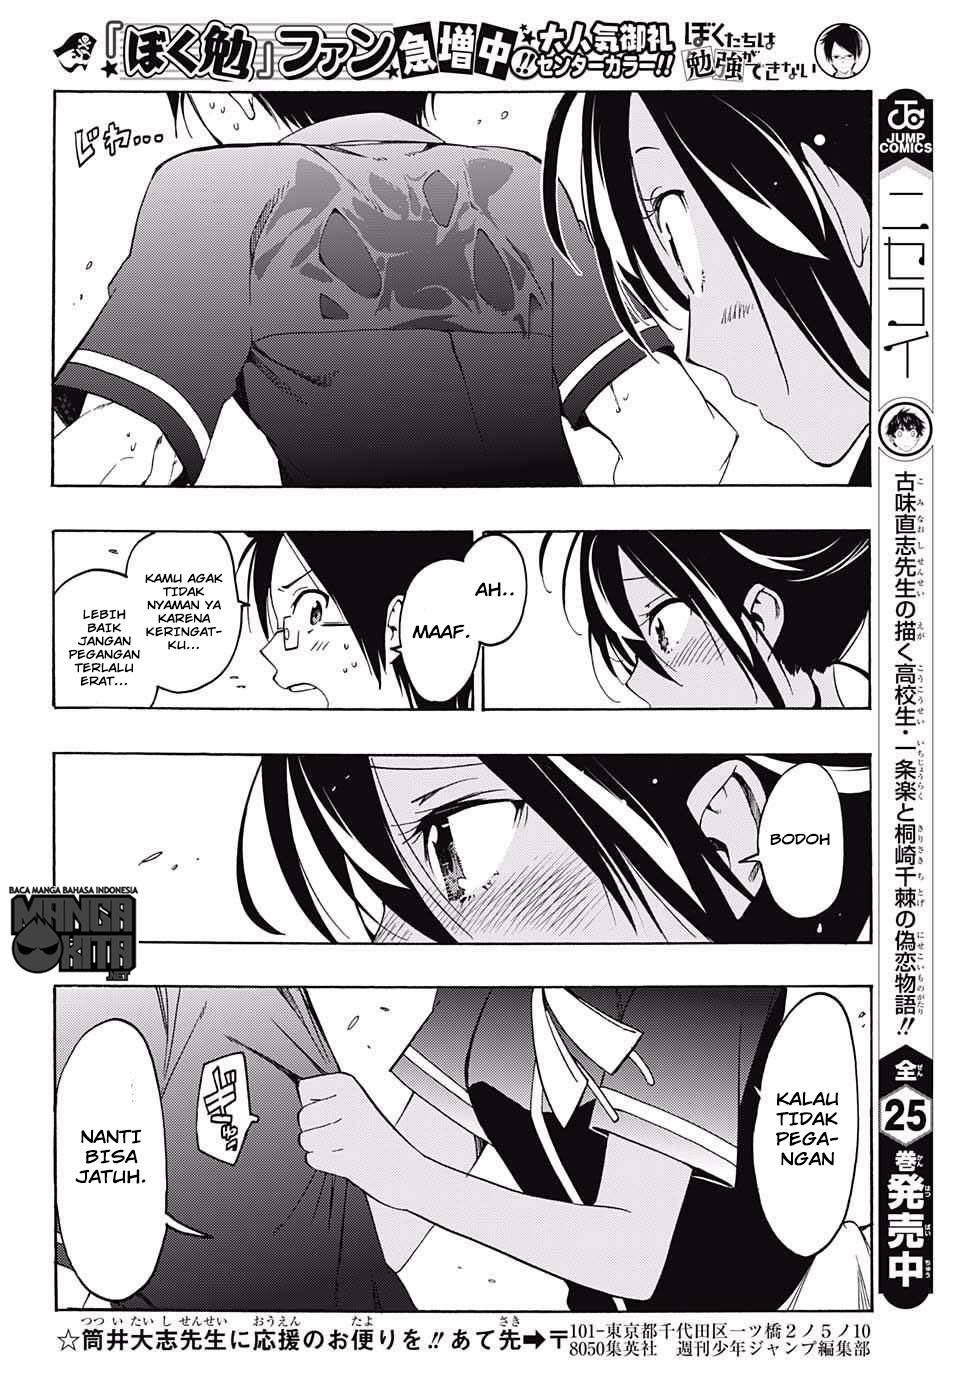 「ぼく勉」ファン急増中!!
大人気御礼
センターカラー!!
ぼくたちは
勉強ができない
じわ・・・
AH..
MAAF.
KAMU AGAK
TIDAK
NYAMAN YA
KARENA
KERINGAT-
KU...
LEBIH
BAIK
JANGAN
PEGANGAN
TERLALU
ERAT...
BODOH
KALAU
TIDAK
PEGA-
NGAN
NANTI
BISA
JATUH.
BACA MANGA BAHASA INDONESIA
MANGA
KITA
.NET
JC
JUMP
COMICS
ニセコイ
古味直志先生の描く高校生・一条楽と桐崎千棘の偽恋物語!!
全25巻発売中
☆筒井大志先生に応援のお便りを!!あて先➡〒
101-東京都千代田区一ツ橋2ノ5ノ10
8050集英社 週刊少年ジャンプ編集部